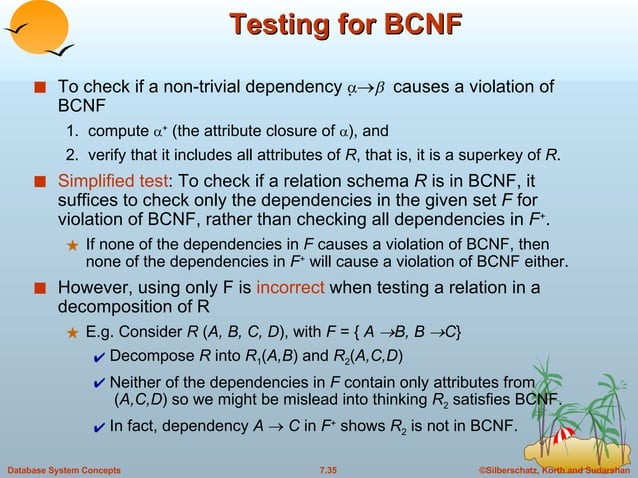 Testing for BCNF
To check if a non-trivial dependency α→β causes a violation of
BCNF
1. compute α⁺ (the attribute closure of α), and
2. verify that it includes all attributes of R, that is, it is a superkey of R.
Simplified test: To check if a relation schema R is in BCNF, it
suffices to check only the dependencies in the given set F for
violation of BCNF, rather than checking all dependencies in F⁺.
If none of the dependencies in F causes a violation of BCNF, then
none of the dependencies in F⁺ will cause a violation of BCNF either.
However, using only F is incorrect when testing a relation in a
decomposition of R
E.g. Consider R (A, B, C, D), with F = { A →B, B →C}
Decompose R into R₁(A,B) and R₂(A,C,D)
Neither of the dependencies in F contain only attributes from
(A,C,D) so we might be mislead into thinking R₂ satisfies BCNF.
In fact, dependency A → C in F⁺ shows R₂ is not in BCNF.
Database System Concepts 7.35 ©Silberschatz, Korth and Sudarshan